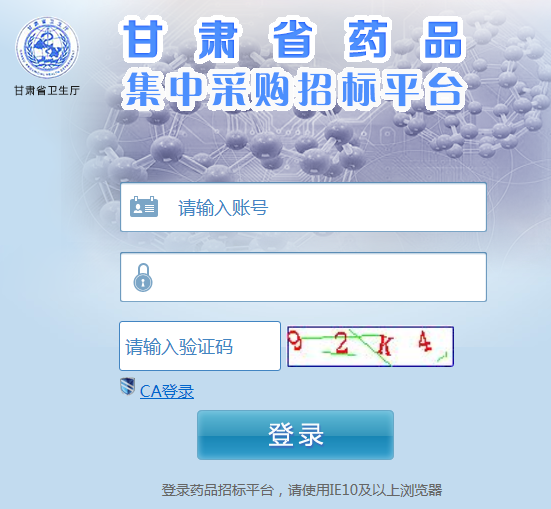 甘肃省药品
集中采购招标平台
甘肃省卫生厅
请输入账号
请输入验证码
92K4
CA登录
登录
登录药品招标平台，请使用IE10及以上浏览器